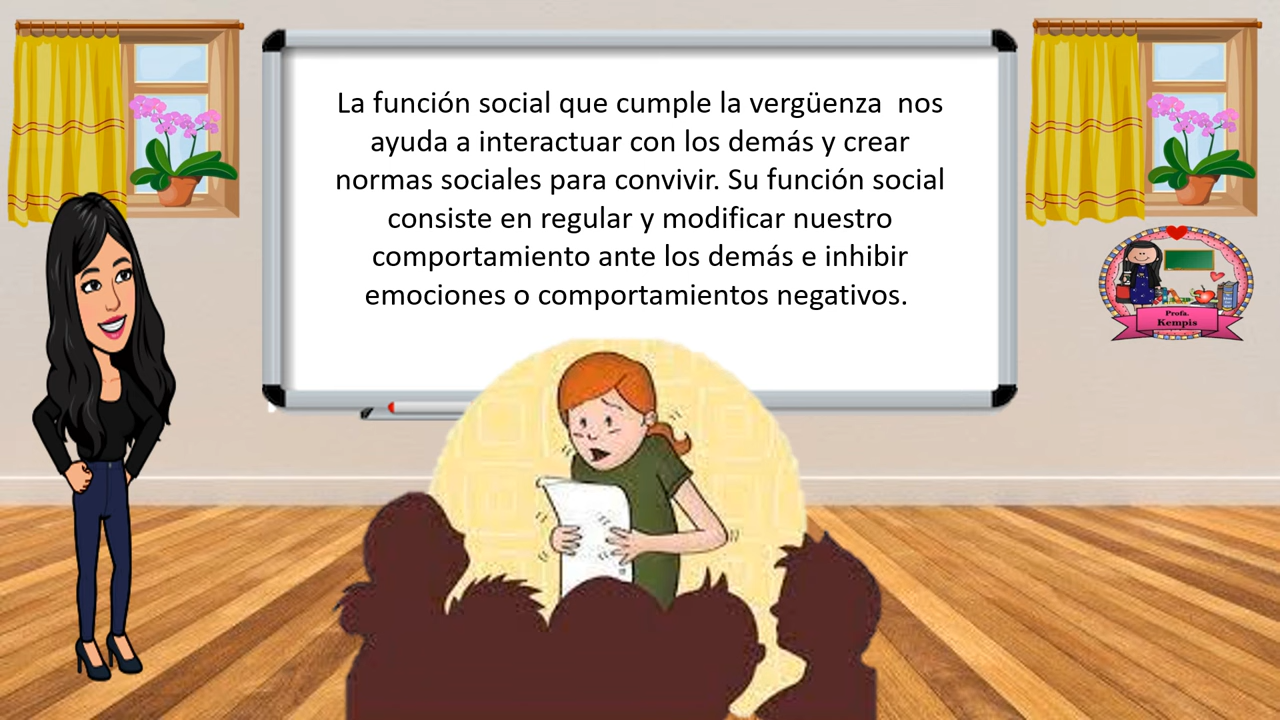 La función social que cumple la vergüenza  nos
ayuda a interactuar con los demás y crear
normas sociales para convivir. Su función social
consiste en regular y modificar nuestro
comportamiento ante los demás e inhibir
emociones o comportamientos negativos.
Profa.
Kempis